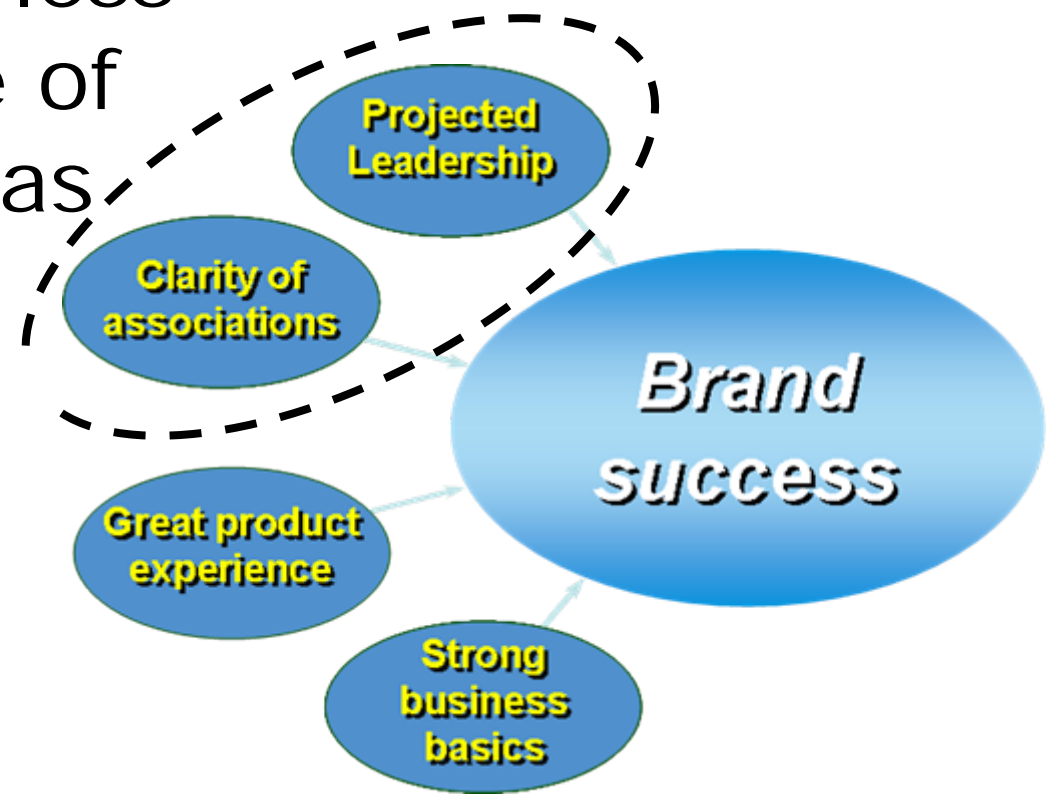 e of
as
Projected
Leadership
Clarity of
associations
Brand
success
Great product
experience
Strong
business
basics